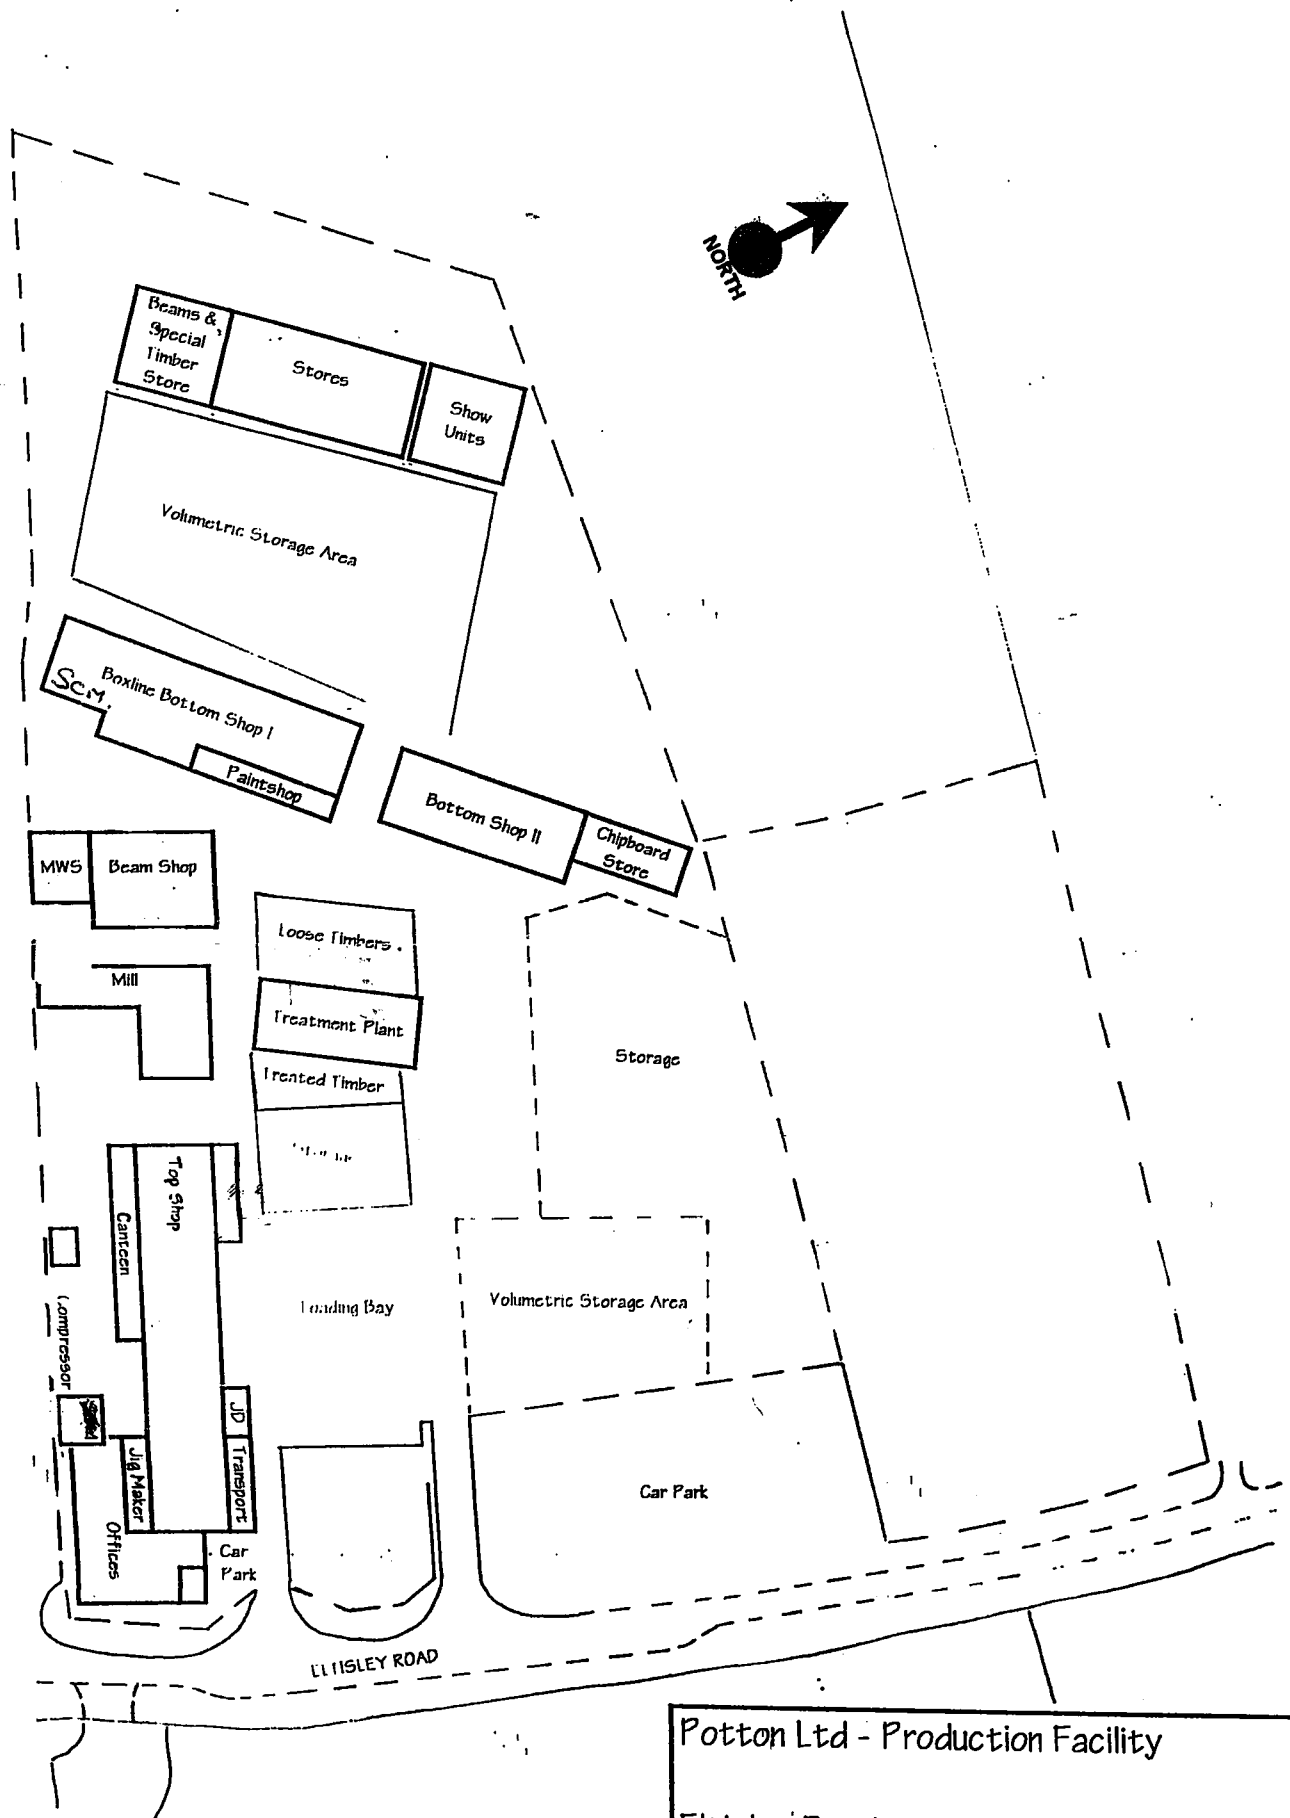 NORTH
Beams &
Special
Timber
Store
Stores
Show
Units
Volumetric Storage Area
Boxline Bottom Shop I
SCM.
Paintshop
Bottom Shop II
Chipboard
Store
MWS
Beam Shop
Loose Timbers
Mill
Treatment Plant
Treated Timber
Storage
Top Shop
Canteen
Loading Bay
Volumetric Storage Area
Compressor
JD
Jig Maker
Transport
Offices
Car
Park
Car Park
ROAD
Potton Ltd - Production Facility